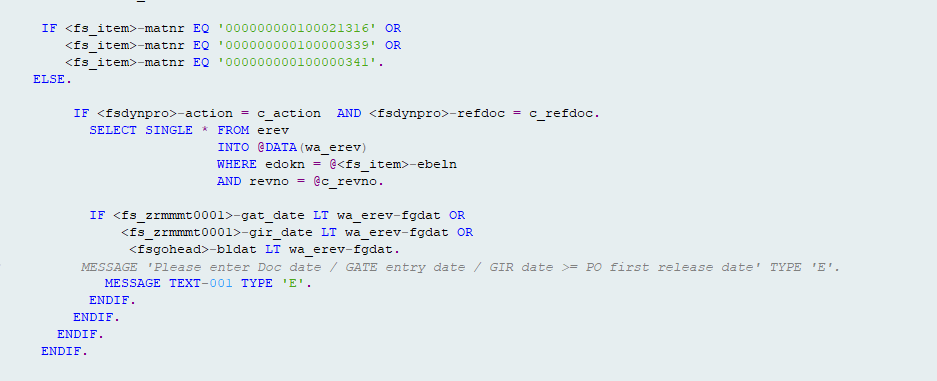 IF <fs_item>-matnr EQ '000000000100021316' OR
<fs_item>-matnr EQ '000000000100000339' OR
<fs_item>-matnr EQ '000000000100000341'.
ELSE.
IF <fsdynpro>-action = c_action AND <fsdynpro>-refdoc = c_refdoc.
SELECT SINGLE * FROM erev
INTO @DATA(wa_erev)
WHERE edokn = @<fs_item>-ebeln
AND revno = @c_revno.
IF <fs_zrmmmt0001>-gat_date LT wa_erev-fgdat OR
<fs_zrmmmt0001>-gir_date LT wa_erev-fgdat OR
<fsgohead>-bldat LT wa_erev-fgdat.
MESSAGE 'Please enter Doc date / GATE entry date / GIR date >= PO first release date' TYPE 'E'.
MESSAGE TEXT-001 TYPE 'E'.
ENDIF.
ENDIF.
ENDIF.
ENDIF.